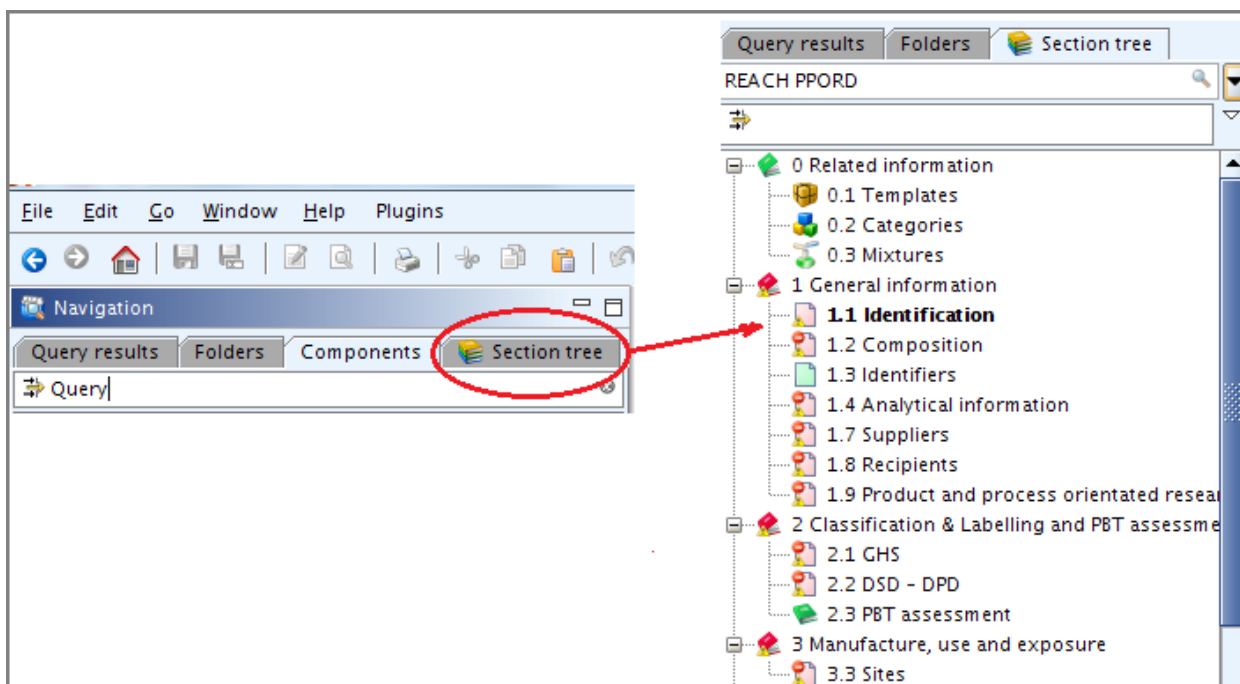 File Edit Go Window Help Plugins
Navigation
Query results Folders Components Section tree
Query
Query results Folders Section tree
REACH PPORD
0 Related information
0.1 Templates
0.2 Categories
0.3 Mixtures
1 General information
1.1 Identification
1.2 Composition
1.3 Identifiers
1.4 Analytical information
1.7 Suppliers
1.8 Recipients
1.9 Product and process orientated resear
2 Classification & Labelling and PBT assessme
2.1 GHS
2.2 DSD – DPD
2.3 PBT assessment
3 Manufacture, use and exposure
3.3 Sites